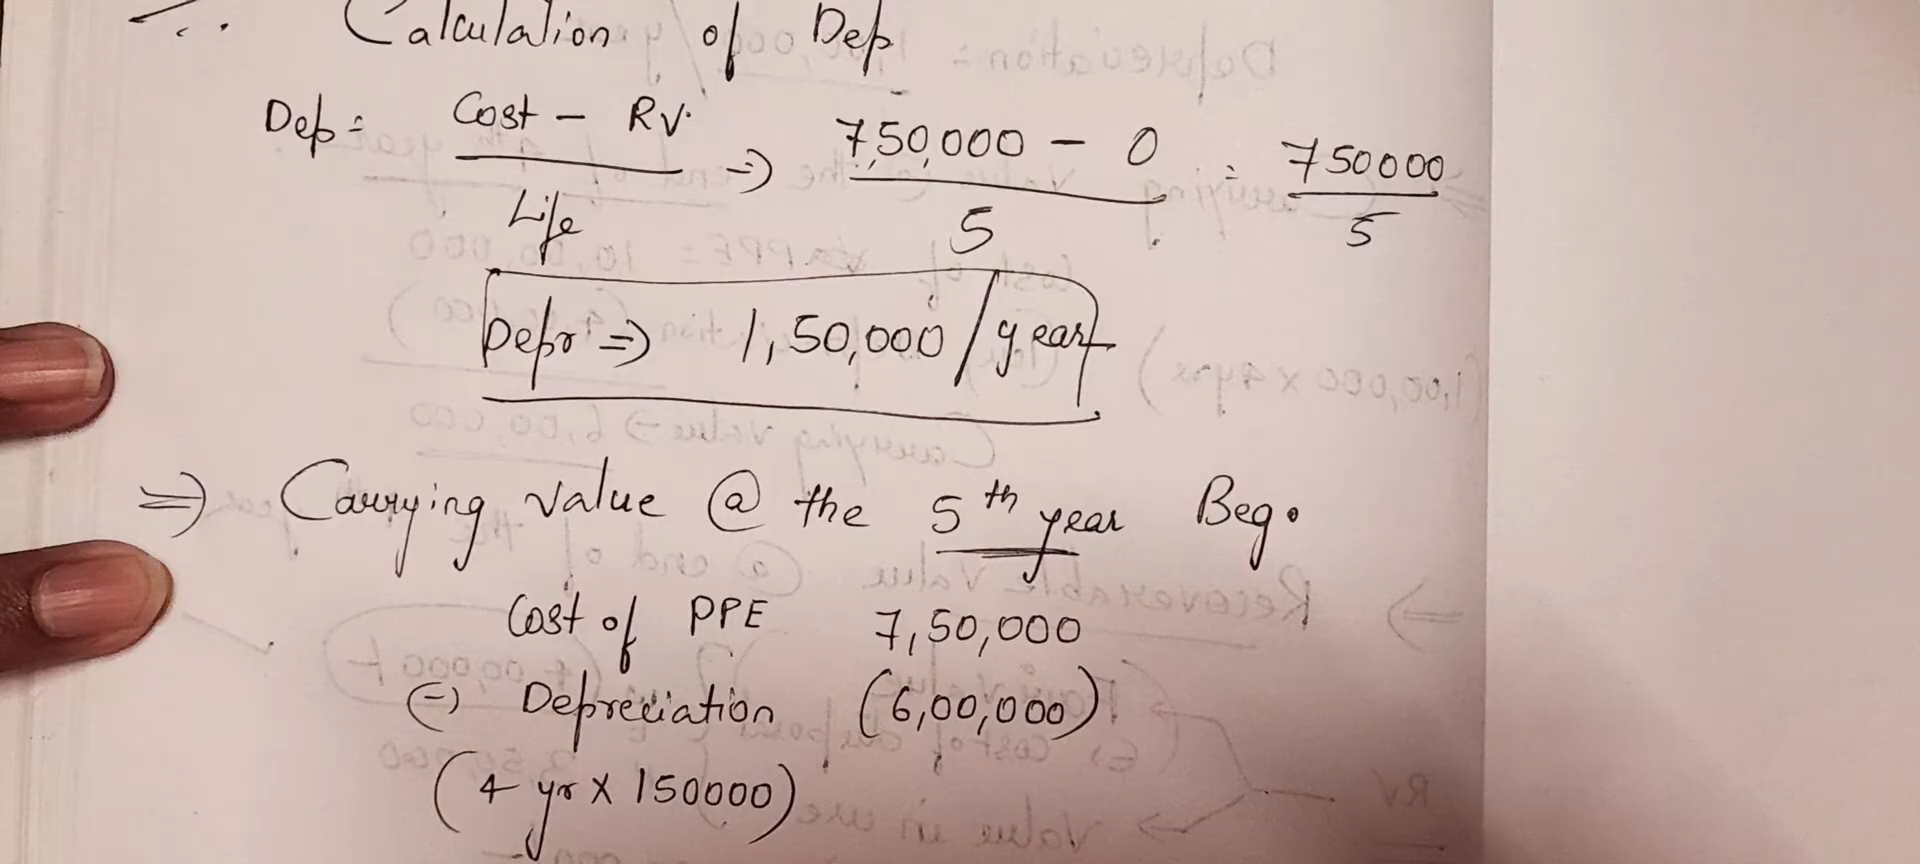 Calculation of Dep
Dep = Cost - RV. / Life => 7,50,000 - 0 / 5 = 750000 / 5
Depr => 1,50,000 / year
=> Carrying value @ the 5th year Beg.
Cost of PPE 7,50,000
(-) Depreciation (6,00,000)
(4 yr X 150000)